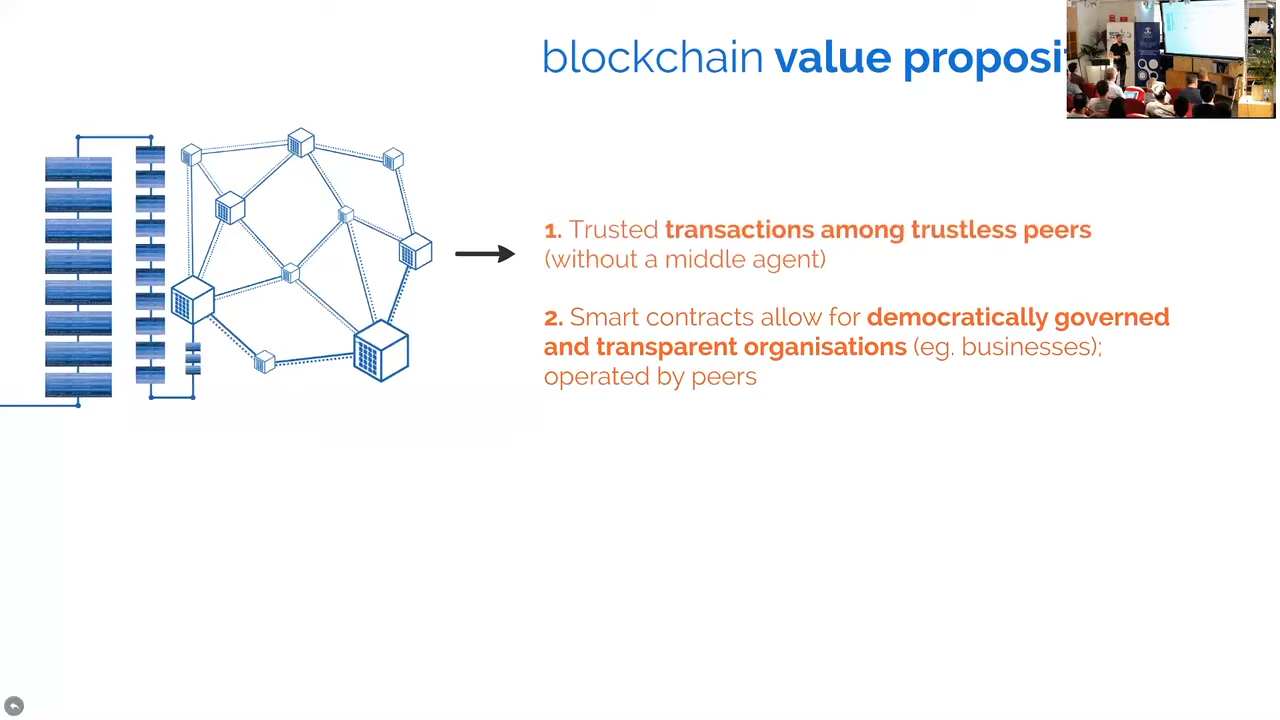 blockchain value proposi
1. Trusted transactions among trustless peers
(without a middle agent)
2. Smart contracts allow for democratically governed
and transparent organisations (eg. businesses);
operated by peers